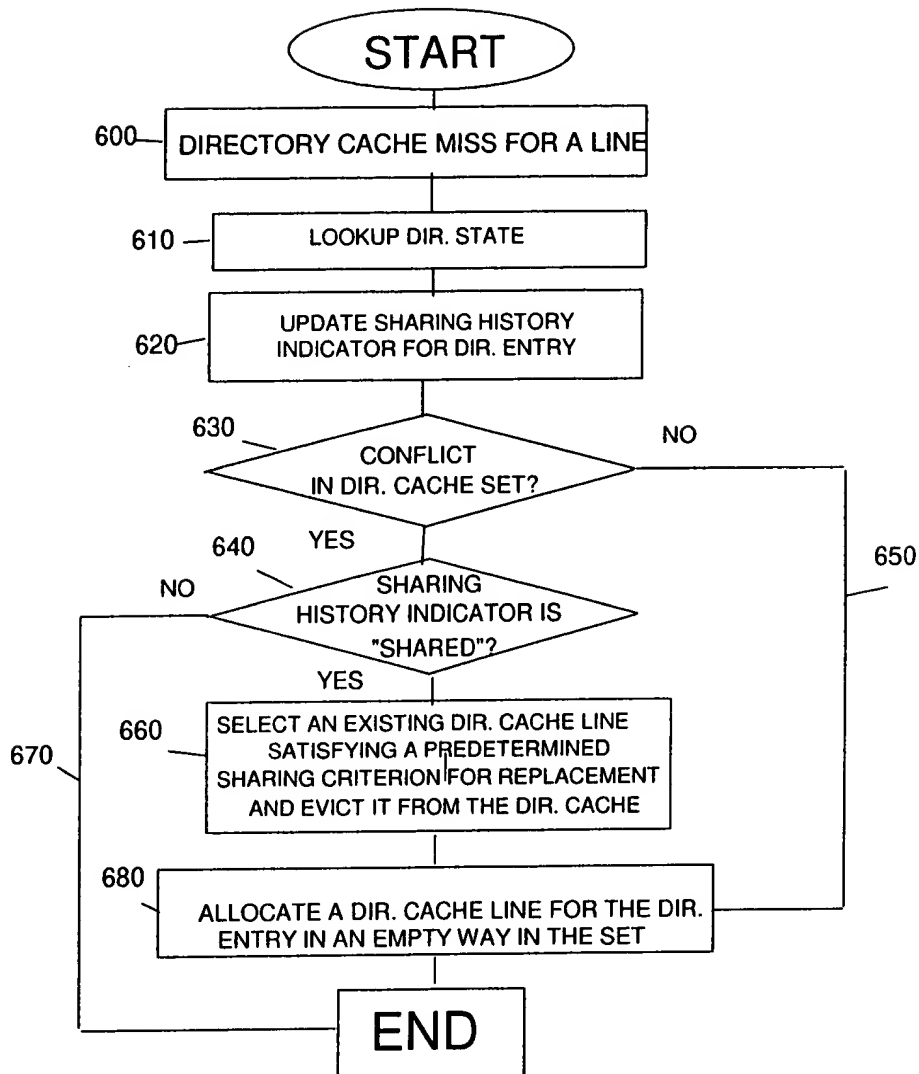 START
600
DIRECTORY CACHE MISS FOR A LINE
610
LOOKUP DIR. STATE
620
UPDATE SHARING HISTORY
INDICATOR FOR DIR. ENTRY
630
NO
CONFLICT
IN DIR. CACHE SET?
YES
640
650
NO
SHARING
HISTORY INDICATOR IS
"SHARED"?
YES
660
SELECT AN EXISTING DIR. CACHE LINE
SATISFYING A PREDETERMINED
SHARING CRITERION FOR REPLACEMENT
AND EVICT IT FROM THE DIR. CACHE
670
680
ALLOCATE A DIR. CACHE LINE FOR THE DIR.
ENTRY IN AN EMPTY WAY IN THE SET
END